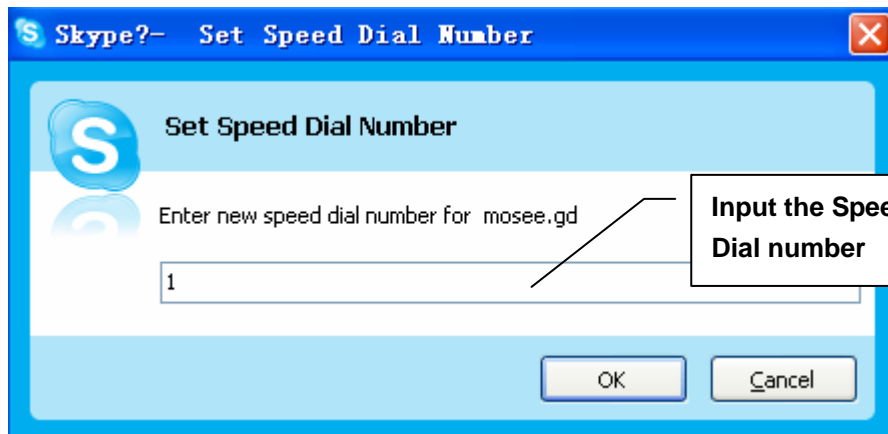 Skype?- Set Speed Dial Number
Set Speed Dial Number
Enter new speed dial number for mosee.gd
Input the
Dial number
1
OK
Cancel